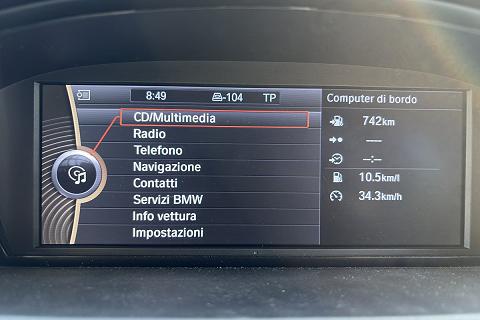 8:49 -104 TP
CD/Multimedia
Radio
Telefono
Navigazione
Contatti
Servizi BMW
Info vettura
Impostazioni
Computer di bordo
742km
----
--:--
10.5km/l
34.3km/h